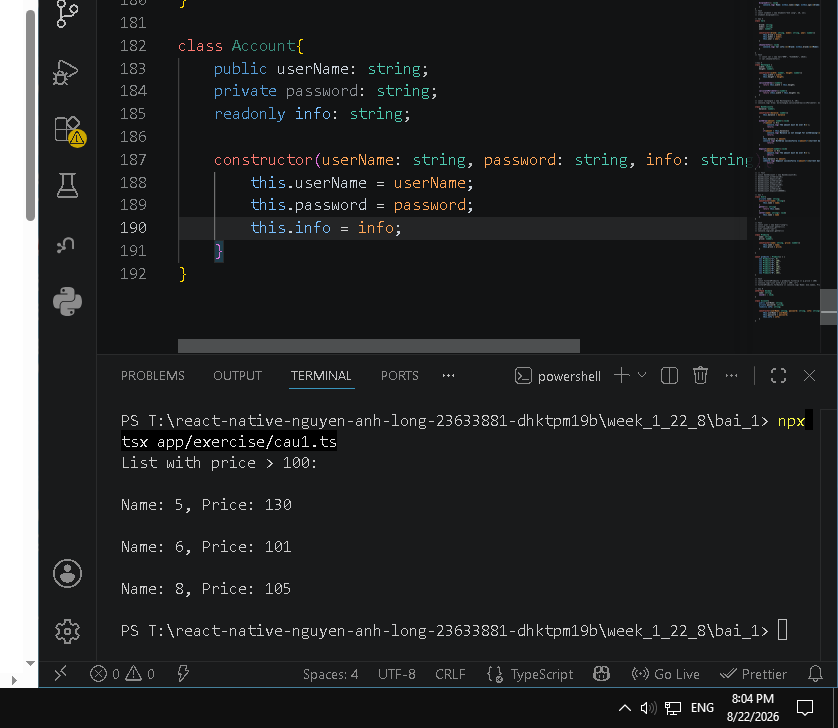 180 }
181
182 class Account{
183 public userName: string;
184 private password: string;
185 readonly info: string;
186
187 constructor(userName: string, password: string, info: string
188 this.userName = userName;
189 this.password = password;
190 this.info = info;
191 }
192 }
PROBLEMS OUTPUT TERMINAL PORTS ··· powershell
PS T:\react-native-nguyen-anh-long-23633881-dhktpm19b\week_1_22_8\bai_1> npx
tsx app/exercise/cau1.ts
List with price > 100:
Name: 5, Price: 130
Name: 6, Price: 101
Name: 8, Price: 105
PS T:\react-native-nguyen-anh-long-23633881-dhktpm19b\week_1_22_8\bai_1>
0 0 Spaces: 4 UTF-8 CRLF {} TypeScript Go Live Prettier
ENG
8:04 PM
8/22/2026